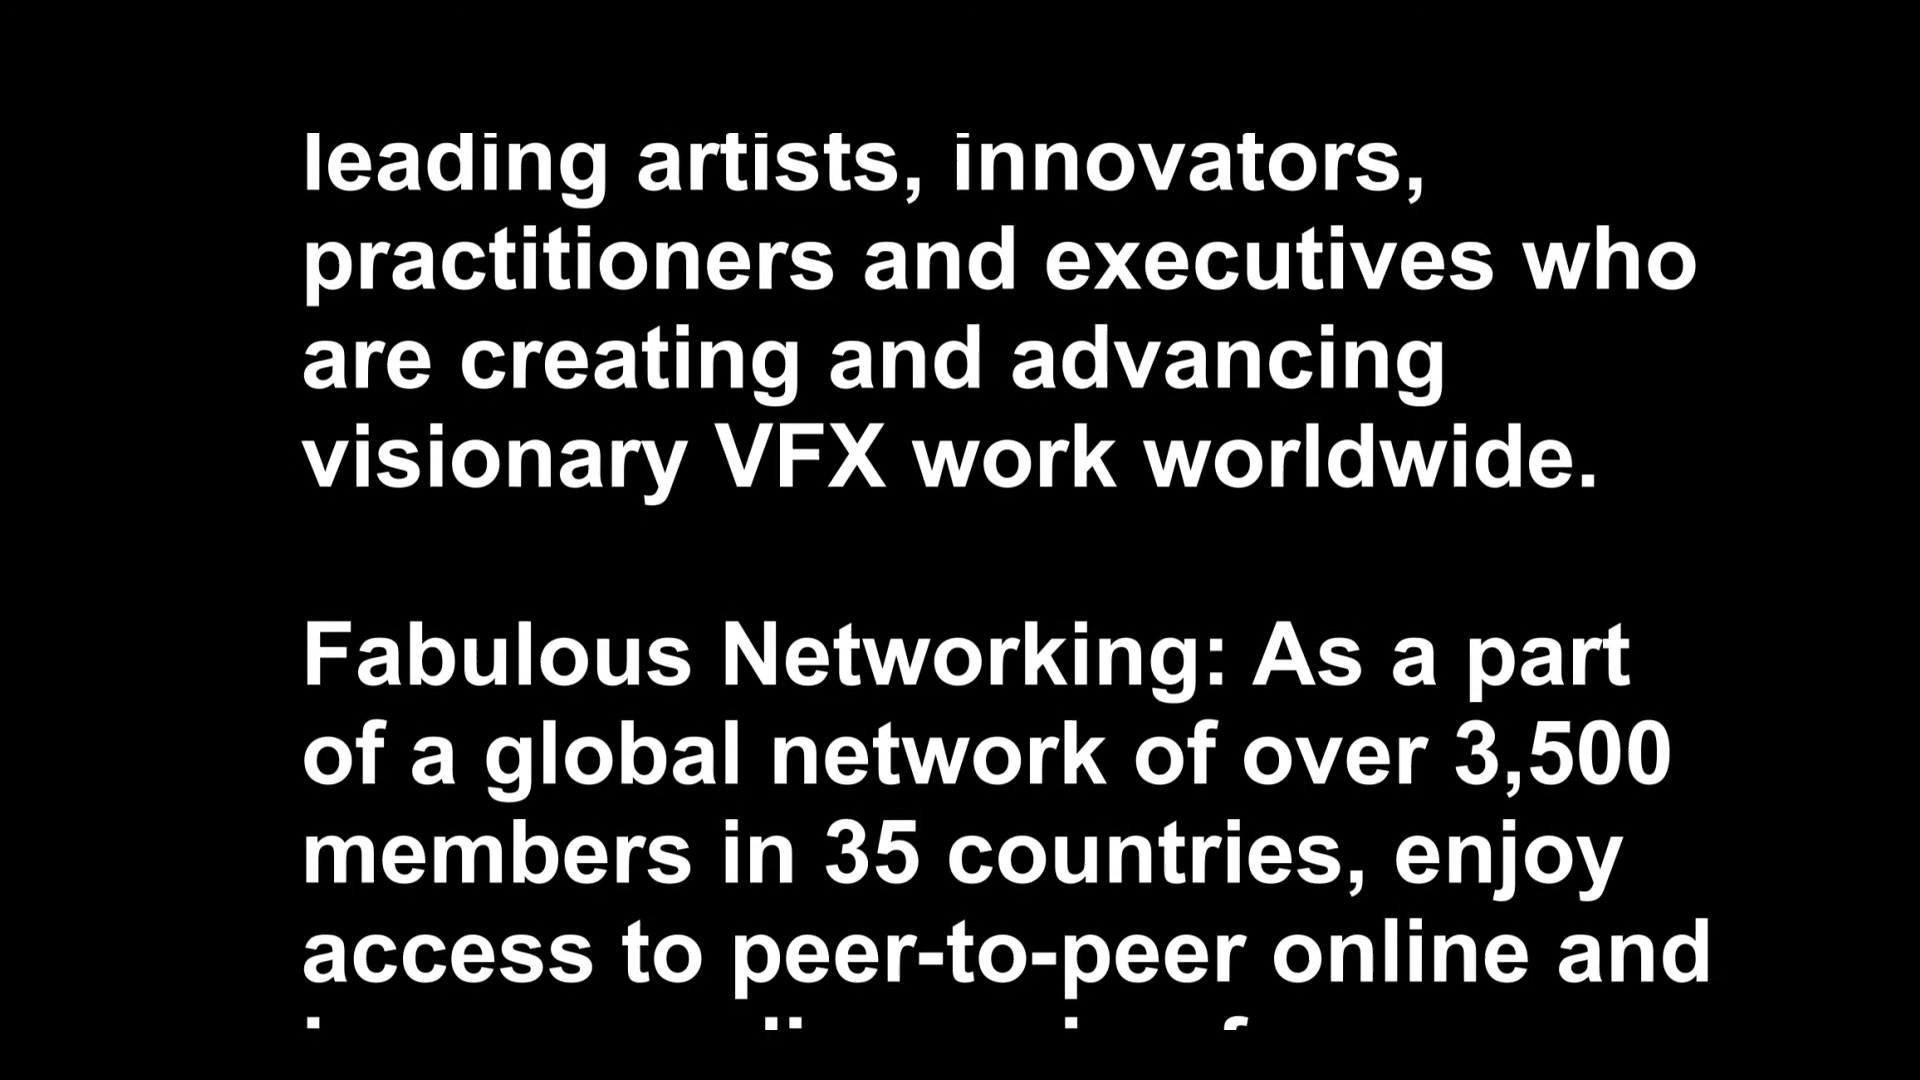 leading artists, innovators,
practitioners and executives who
are creating and advancing
visionary VFX work worldwide.
Fabulous Networking: As a part
of a global network of over 3,500
members in 35 countries, enjoy
access to peer-to-peer online and